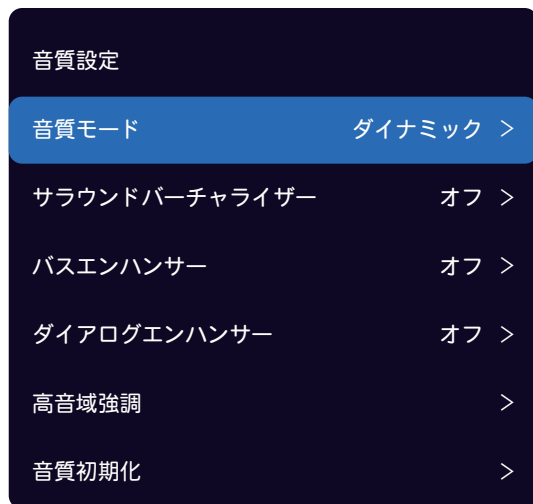 音質設定
音質モード ダイナミック >
サラウンドバーチャライザー オフ >
バスエンハンサー オフ >
ダイアログエンハンサー オフ >
高音域強調 >
音質初期化 >